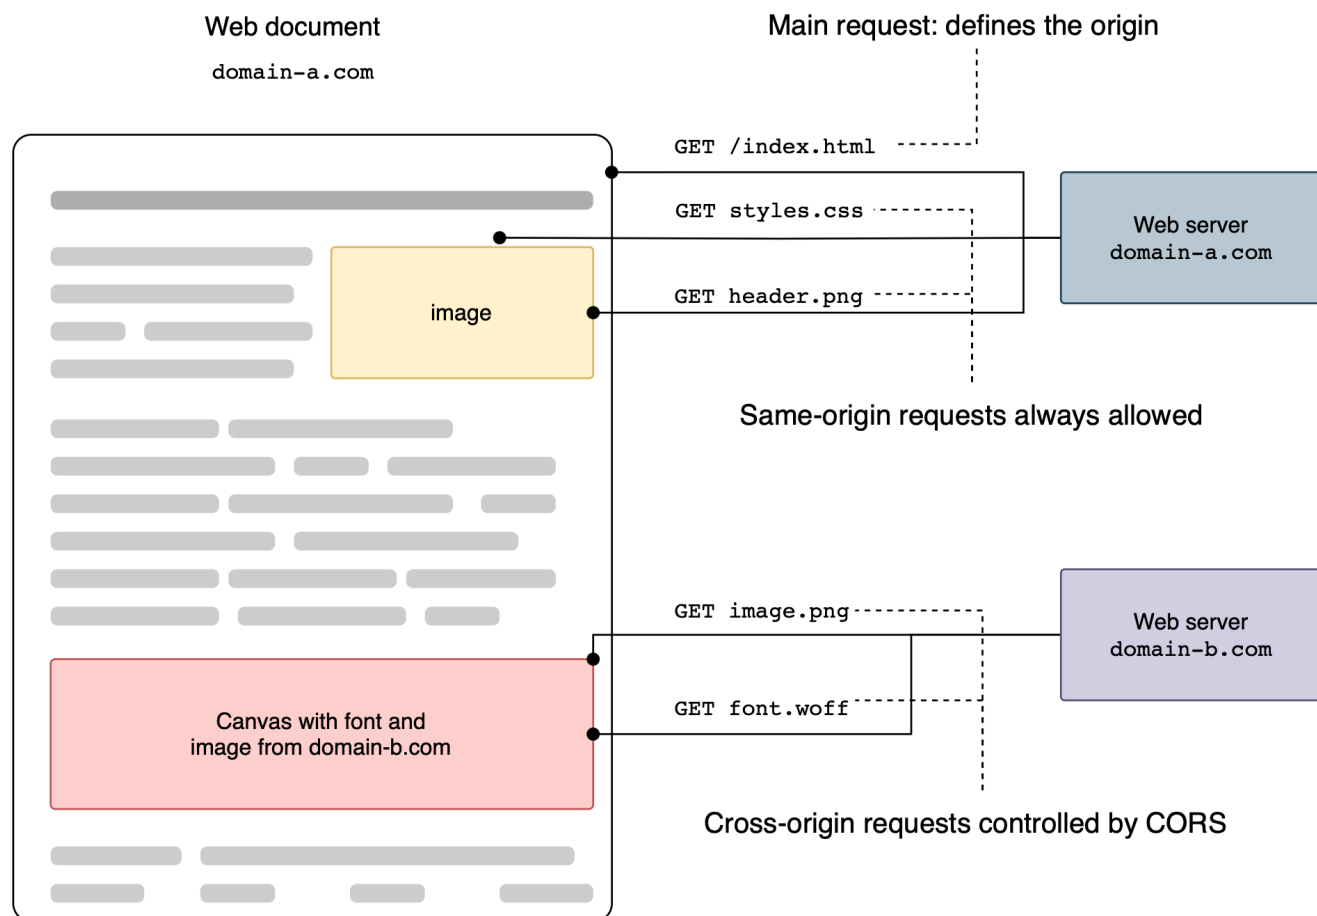 Web document
domain-a.com
Main request: defines the origin
GET /index.html
GET styles.css
Web server
domain-a.com
GET header.png
image
Same-origin requests always allowed
GET image.png
Web server
domain-b.com
GET font.woff
Canvas with font and
image from domain-b.com
Cross-origin requests controlled by CORS